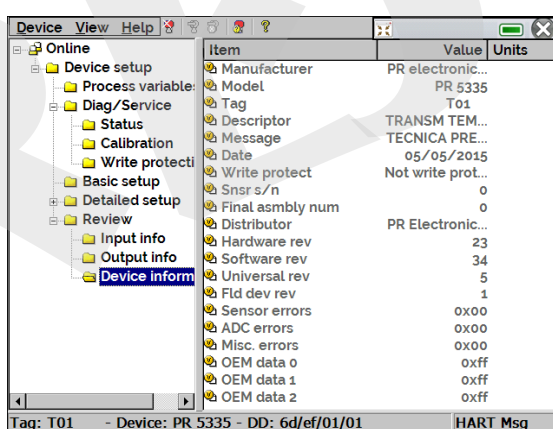 Device View Help
Online
Device setup
Process variable
Diag/Service
Status
Calibration
Write protecti
Basic setup
Detailed setup
Review
Input info
Output info
Device inform
Item Value Units
Manufacturer PR electronic...
Model PR 5335
Tag T01
Descriptor TRANSM TEM...
Message TECNICA PRE...
Date 05/05/2015
Write protect Not write prot...
Snsr s/n 0
Final asmbly num 0
Distributor PR Electronic...
Hardware rev 23
Software rev 34
Universal rev 5
Fld dev rev 1
Sensor errors 0x00
ADC errors 0x00
Misc. errors 0x00
OEM data 0 0xff
OEM data 1 0xff
OEM data 2 0xff
Tag: T01 - Device: PR 5335 - DD: 6d/ef/01/01 HART Msg